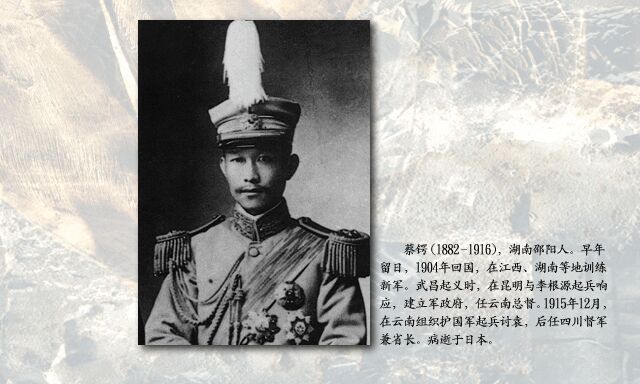 蔡锷(1882-1916)，湖南邵阳人。早年
留日，1904年回国，在江西、湖南等地训练
新军。武昌起义时，在昆明与李根源起兵响
应，建立军政府，任云南总督。1915年12月，
在云南组织护国军起兵讨袁，后任四川督军
兼省长。病逝于日本。